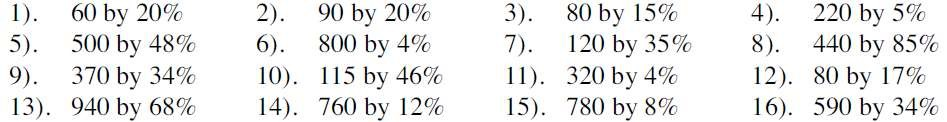 1). 60 by 20% 2). 90 by 20% 3). 80 by 15% 4). 220 by 5%
5). 500 by 48% 6). 800 by 4% 7). 120 by 35% 8). 440 by 85%
9). 370 by 34% 10). 115 by 46% 11). 320 by 4% 12). 80 by 17%
13). 940 by 68% 14). 760 by 12% 15). 780 by 8% 16). 590 by 34%